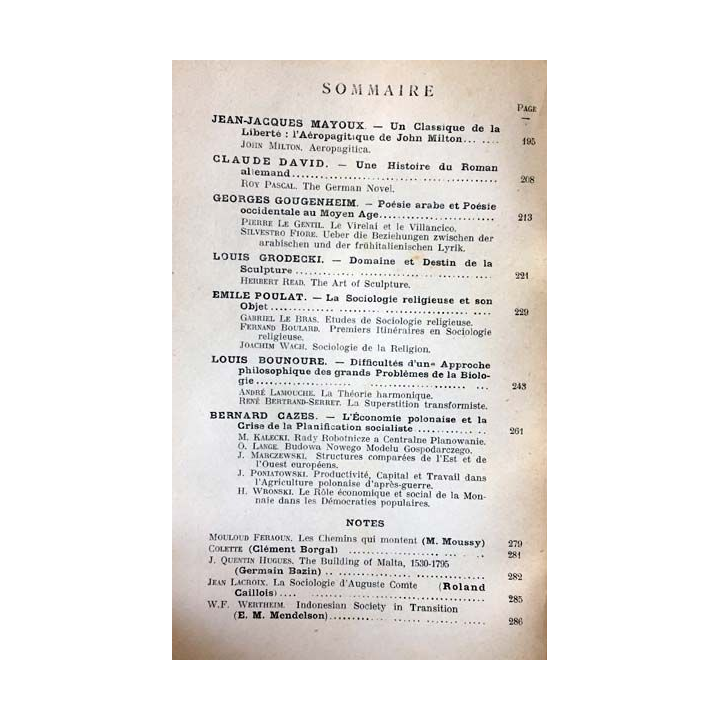 SOMMAIRE
PAGE
JEAN-JACQUES MAYOUX. — Un Classique de la
Liberté : l'Aéropagitique de John Milton... .... 195
JOHN MILTON. Aeropagitica.
CLAUDE DAVID. — Une Histoire du Roman
allemand................................................ 208
ROY PASCAL. The German Novel.
GEORGES GOUGENHEIM. — Poésie arabe et Poésie
occidentale au Moyen Age.......................... 213
PIERRE LE GENTIL. Le Virelai et le Villancico.
SILVESTRO FIORE. Ueber die Beziehungen zwischen der
arabischen und der frühitalienischen Lyrik.
LOUIS GRODECKI. — Domaine et Destin de la
Sculpture ................................................ 221
HERBERT READ. The Art of Sculpture.
EMILE POULAT. — La Sociologie religieuse et son
Objet...................................................... 229
GABRIEL LE BRAS. Etudes de Sociologie religieuse.
FERNAND BOULARD. Premiers Itinéraires en Sociologie
religieuse.
JOACHIM WACH. Sociologie de la Religion.
LOUIS BOUNOURE. — Difficultés d'une Approche
philosophique des grands Problèmes de la Biolo-
gie........................................................ 243
ANDRÉ LAMOUCHE. La Théorie harmonique.
RENÉ BERTRAND-SERRET. La Superstition transformiste.
BERNARD CAZES. — L'Économie polonaise et la
Crise de la Planification socialiste ............. 261
M. KALECKI. Rady Robotnicze a Centralne Planowanie.
O. LANGE. Budowa Nowego Modelu Gospodarczego.
J. MARCZEWSKI. Structures comparées de l'Est et de
l'Ouest européens.
J. PONIATOWSKI. Productivité, Capital et Travail dans
l'Agriculture polonaise d'après-guerre.
H. WRONSKI. Le Rôle économique et social de la Mon-
naie dans les Démocraties populaires.
NOTES
MOULOUD FERAOUN. Les Chemins qui montent (M. Moussy) 279
COLETTE (Clément Borgal) ............................. 281
J. QUENTIN HUGUES. The Building of Malta, 1530-1795
(Germain Bazin) .. ................................... 282
JEAN LACROIX. La Sociologie d'Auguste Comte (Roland
Caillois).... .......................................... 285
W.F. WERTHEIM. Indonesian Society in Transition
(E. M. Mendelson)................................... 286